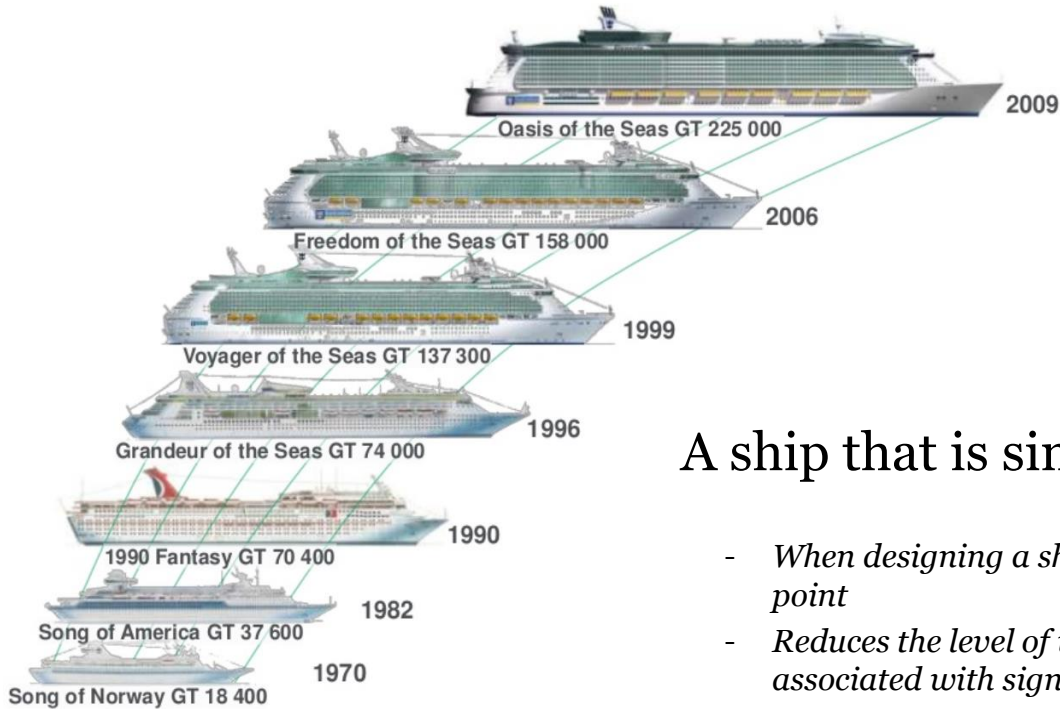 2009
Oasis of the Seas GT 225 000
2006
Freedom of the Seas GT 158 000
1999
Voyager of the Seas GT 137 300
1996
Grandeur of the Seas GT 74 000
1990
1990 Fantasy GT 70 400
1982
Song of America GT 37 600
1970
Song of Norway GT 18 400
A ship that is
- When designing a
point
- Reduces the level of
associated with